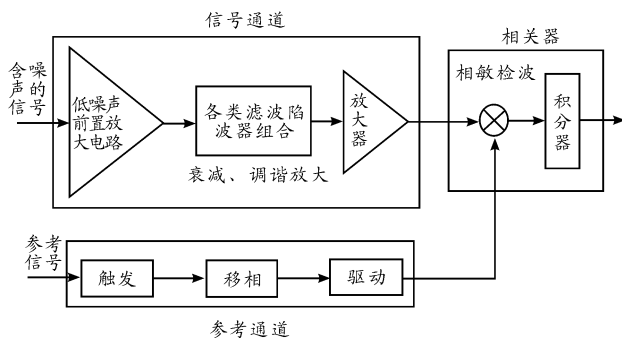 信号通道
含噪
声的
信号
低噪声
前置放
大电路
各类滤波陷
波器组合
衰减、调谐放大
放
大
器
相关器
相敏检波
积
分
器
参考
信号
触发
移相
驱动
参考通道